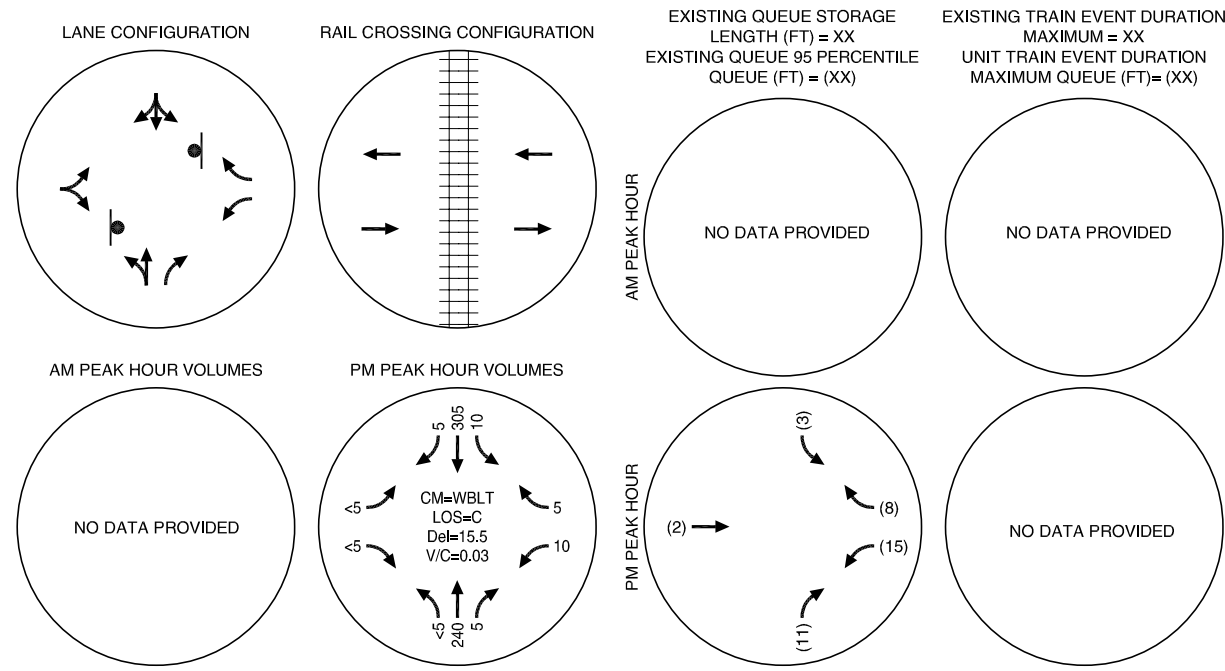 LANE CONFIGURATION
RAIL CROSSING CONFIGURATION
EXISTING QUEUE STORAGE
LENGTH (FT) = XX
EXISTING QUEUE 95 PERCENTILE
QUEUE (FT) = (XX)
EXISTING TRAIN EVENT DURATION
MAXIMUM = XX
UNIT TRAIN EVENT DURATION
MAXIMUM QUEUE (FT)= (XX)
AM PEAK HOUR
NO DATA PROVIDED
NO DATA PROVIDED
AM PEAK HOUR VOLUMES
PM PEAK HOUR VOLUMES
NO DATA PROVIDED
5
305
10
<5
<5
CM=WBLT
LOS=C
Del=15.5
V/C=0.03
5
10
<5
240
5
PM PEAK HOUR
(3)
(2)
(8)
(15)
(11)
NO DATA PROVIDED